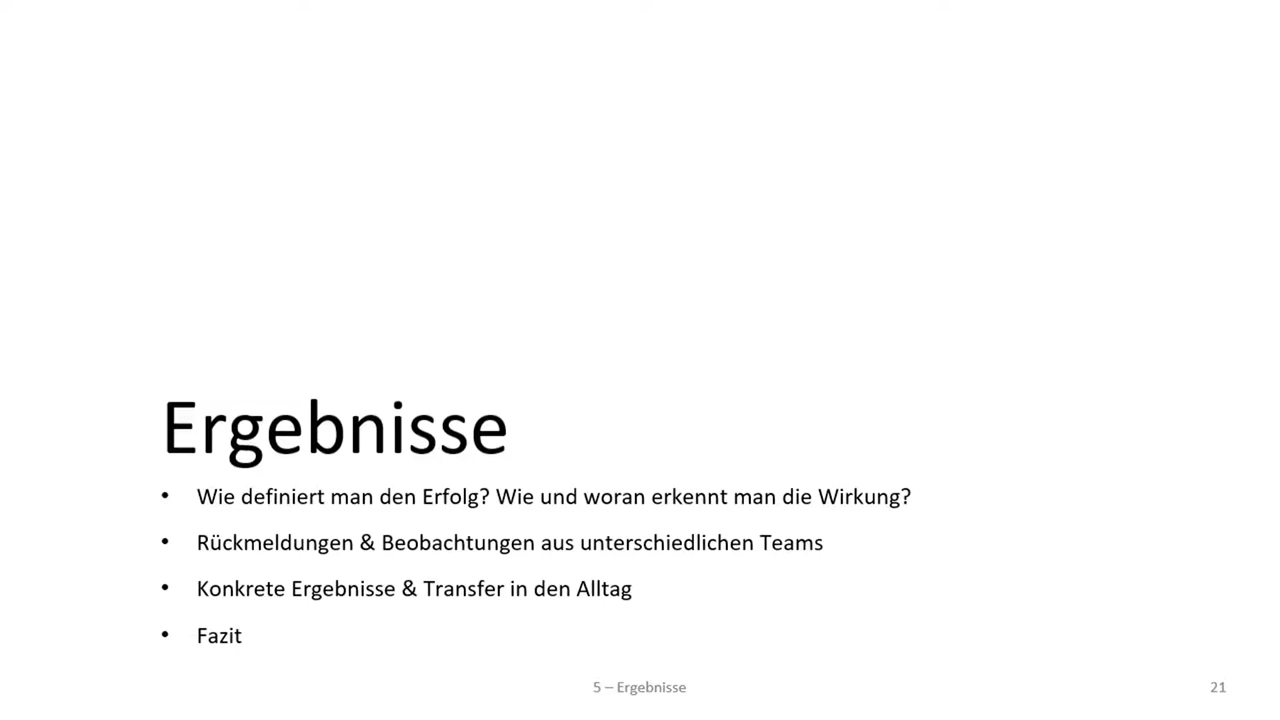 Ergebnisse
• Wie definiert man den Erfolg? Wie und woran erkennt man die Wirkung?
• Rückmeldungen & Beobachtungen aus unterschiedlichen Teams
• Konkrete Ergebnisse & Transfer in den Alltag
• Fazit
5 – Ergebnisse
21